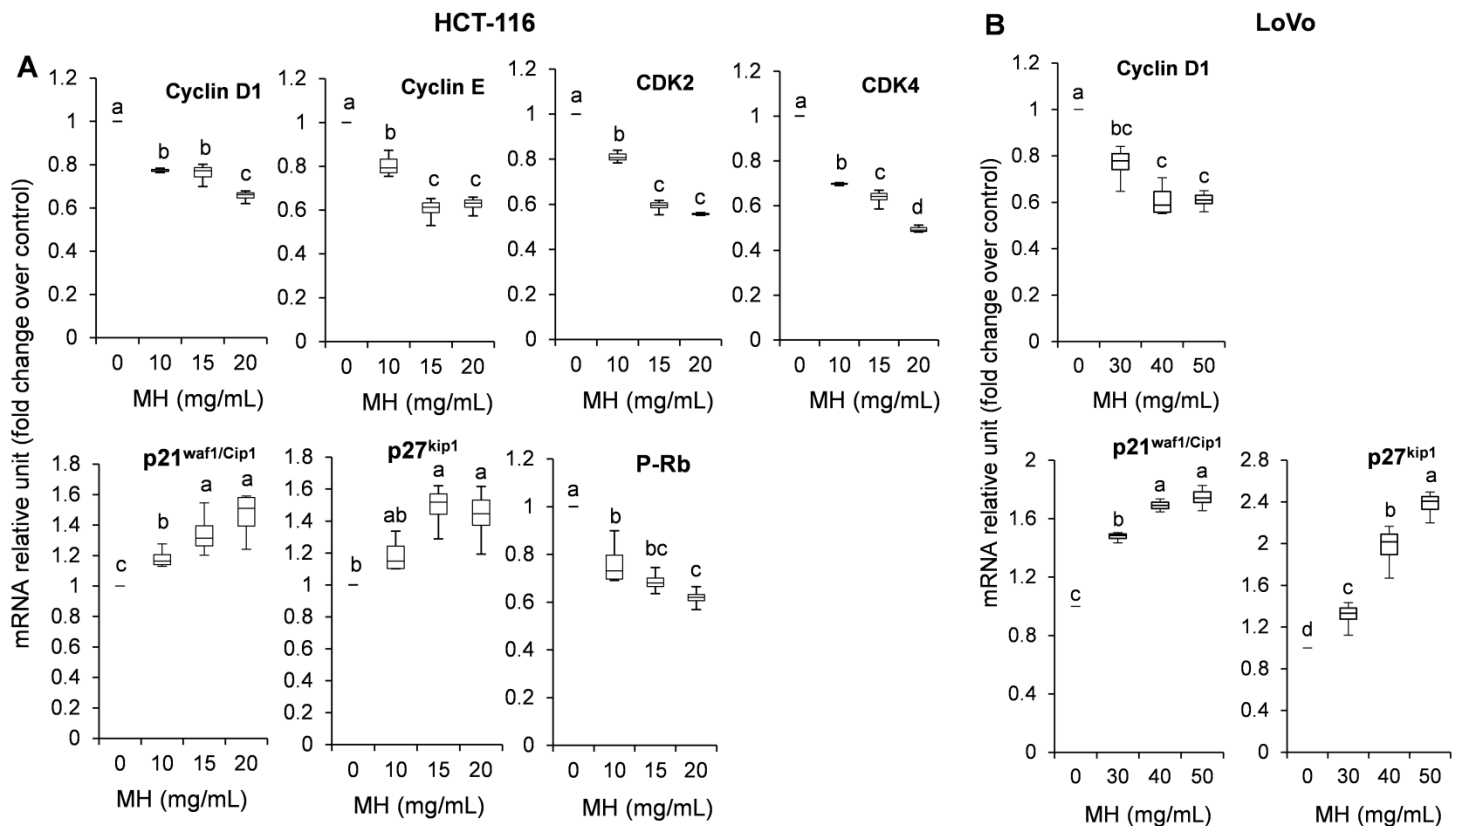 HCT-116
B LoVo
A
mRNA relative unit (fold change over control)
Cyclin D1
1.2
1
0.8
0.6
0.4
0.2
0
a
b
b
c
0 10 15 20
MH (mg/mL)
Cyclin E
1.2
1
0.8
0.6
0.4
0.2
0
a
b
c
c
0 10 15 20
MH (mg/mL)
CDK2
1.2
1
0.8
0.6
0.4
0.2
0
a
b
c
c
0 10 15 20
MH (mg/mL)
CDK4
1.2
1
0.8
0.6
0.4
0.2
0
a
b
c
d
0 10 15 20
MH (mg/mL)
p21waf1/Cip1
1.8
1.6
1.4
1.2
1
0.8
0.6
0.4
0.2
0
c
b
a
a
0 10 15 20
MH (mg/mL)
p27kip1
1.8
1.6
1.4
1.2
1
0.8
0.6
0.4
0.2
0
b
ab
a
a
0 10 15 20
MH (mg/mL)
P-Rb
1.2
1
0.8
0.6
0.4
0.2
0
a
b
bc
c
0 10 15 20
MH (mg/mL)
mRNA relative unit (fold change over control)
Cyclin D1
1.2
1
0.8
0.6
0.4
0.2
0
a
bc
c
c
0 30 40 50
MH (mg/mL)
p21waf1/Cip1
2
1.6
1.2
0.8
0.4
0
c
b
a
a
0 30 40 50
MH (mg/mL)
p27kip1
2.8
2.4
2
1.6
1.2
0.8
0.4
0
d
c
b
a
0 30 40 50
MH (mg/mL)